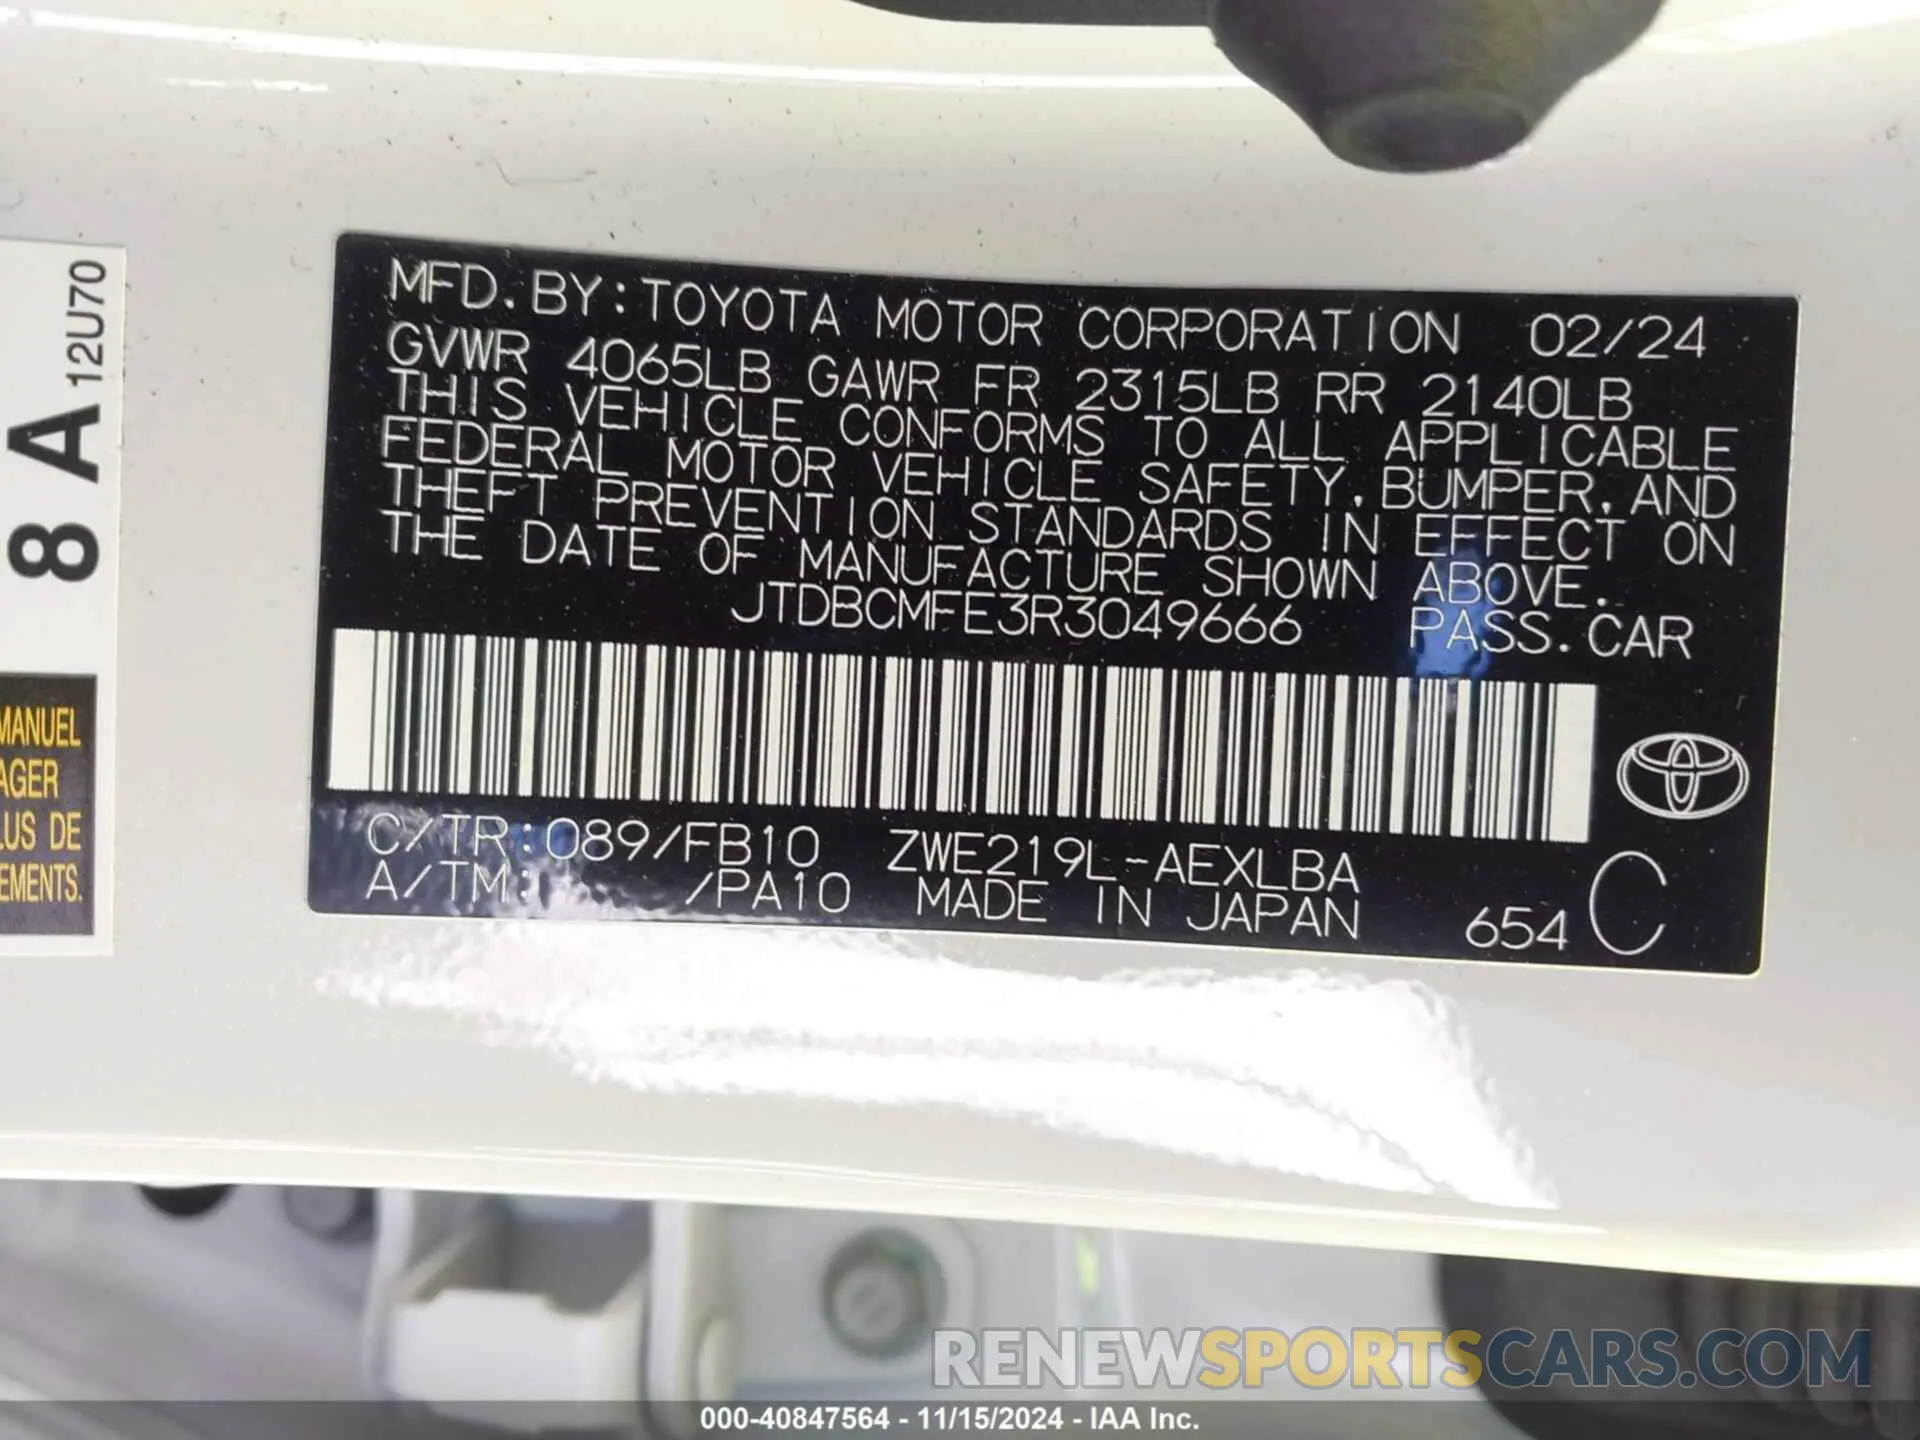 MFD. BY: TOYOTA MOTOR CORPORATION 02/24
GVWR 4065LB GAWR FR 2315LB RR 2140LB
THIS VEHICLE CONFORMS TO ALL APPLICABLE
FEDERAL MOTOR VEHICLE SAFETY, BUMPER, AND
THEFT PREVENTION STANDARDS IN EFFECT ON
THE DATE OF MANUFACTURE SHOWN ABOVE.
JTDBCMFE3R3049666 PASS. CAR
C/TR: 089/FB10 ZWE219L-AEXLBA
A/TM: /PA10 MADE IN JAPAN 654 C
8 A 12U70
MANUEL
AGER
LUS DE
EMENTS.
RENEWSPORTSCARS.COM
000-40847564 - 11/15/2024 - IAA Inc.